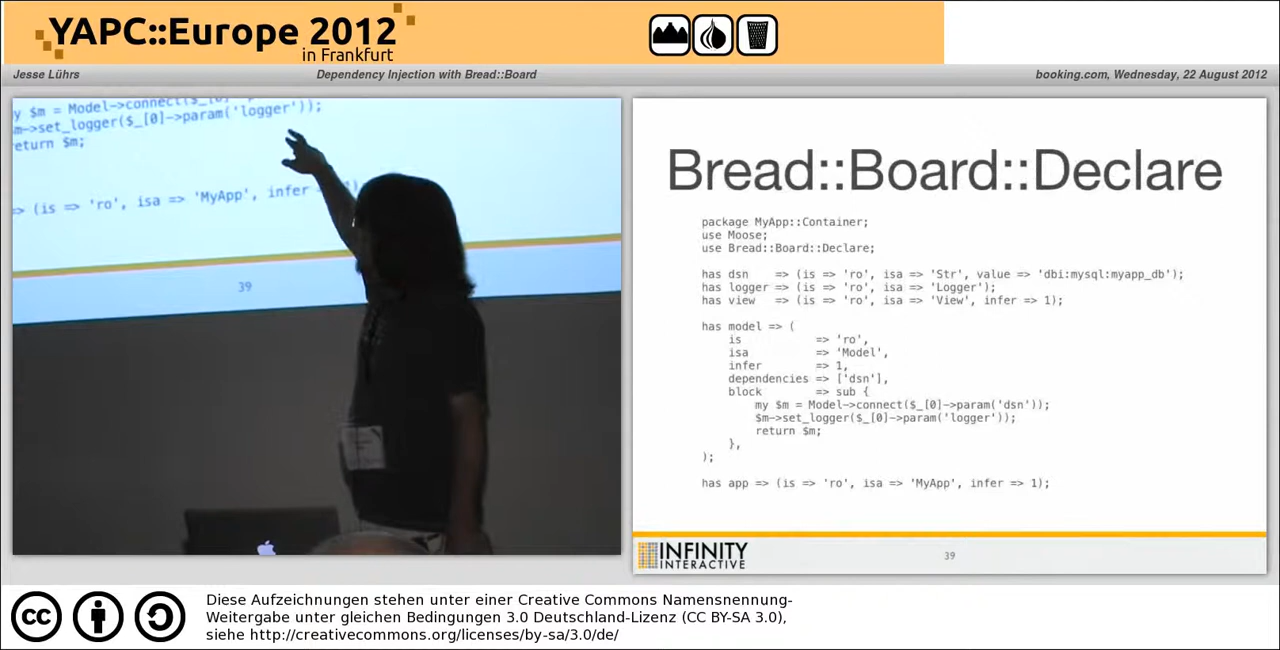 YAPC::Europe 2012
in Frankfurt
Jesse Lührs
Dependency Injection with Bread::Board
booking.com, Wednesday, 22 August 2012
y $m = Model->connect($_[0]->param(
m->set_logger($_[0]->param('logger'));
eturn $m;
=> (is => 'ro', isa => 'MyApp', infer
39
Bread::Board::Declare
package MyApp::Container;
use Moose;
use Bread::Board::Declare;
has dsn    => (is => 'ro', isa => 'Str', value => 'dbi:mysql:myapp_db');
has logger => (is => 'ro', isa => 'Logger');
has view   => (is => 'ro', isa => 'View', infer => 1);
has model => (
    is           => 'ro',
    isa          => 'Model',
    infer        => 1,
    dependencies => ['dsn'],
    block        => sub {
        my $m = Model->connect($_[0]->param('dsn'));
        $m->set_logger($_[0]->param('logger'));
        return $m;
    },
);
has app => (is => 'ro', isa => 'MyApp', infer => 1);
INFINITY
INTERACTIVE
39
cc
Diese Aufzeichnungen stehen unter einer Creative Commons Namensnennung-
Weitergabe unter gleichen Bedingungen 3.0 Deutschland-Lizenz (CC BY-SA 3.0),
siehe http://creativecommons.org/licenses/by-sa/3.0/de/